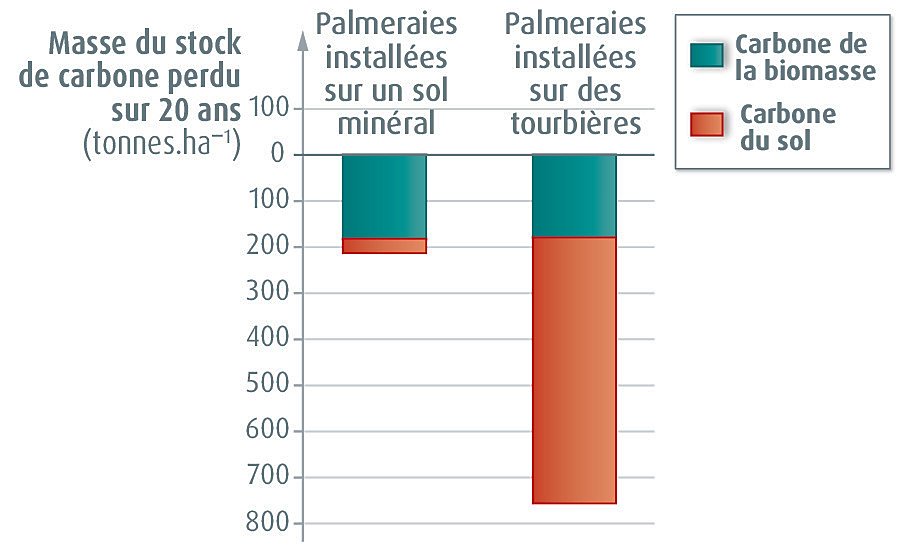 Masse du stock
de carbone perdu
sur 20 ans
(tonnes.ha⁻¹)
Palmeraies
installées
sur un sol
minéral
Palmeraies
installées
sur des
tourbières
Carbone de
la biomasse
Carbone
du sol
100
0
100
200
300
400
500
600
700
800